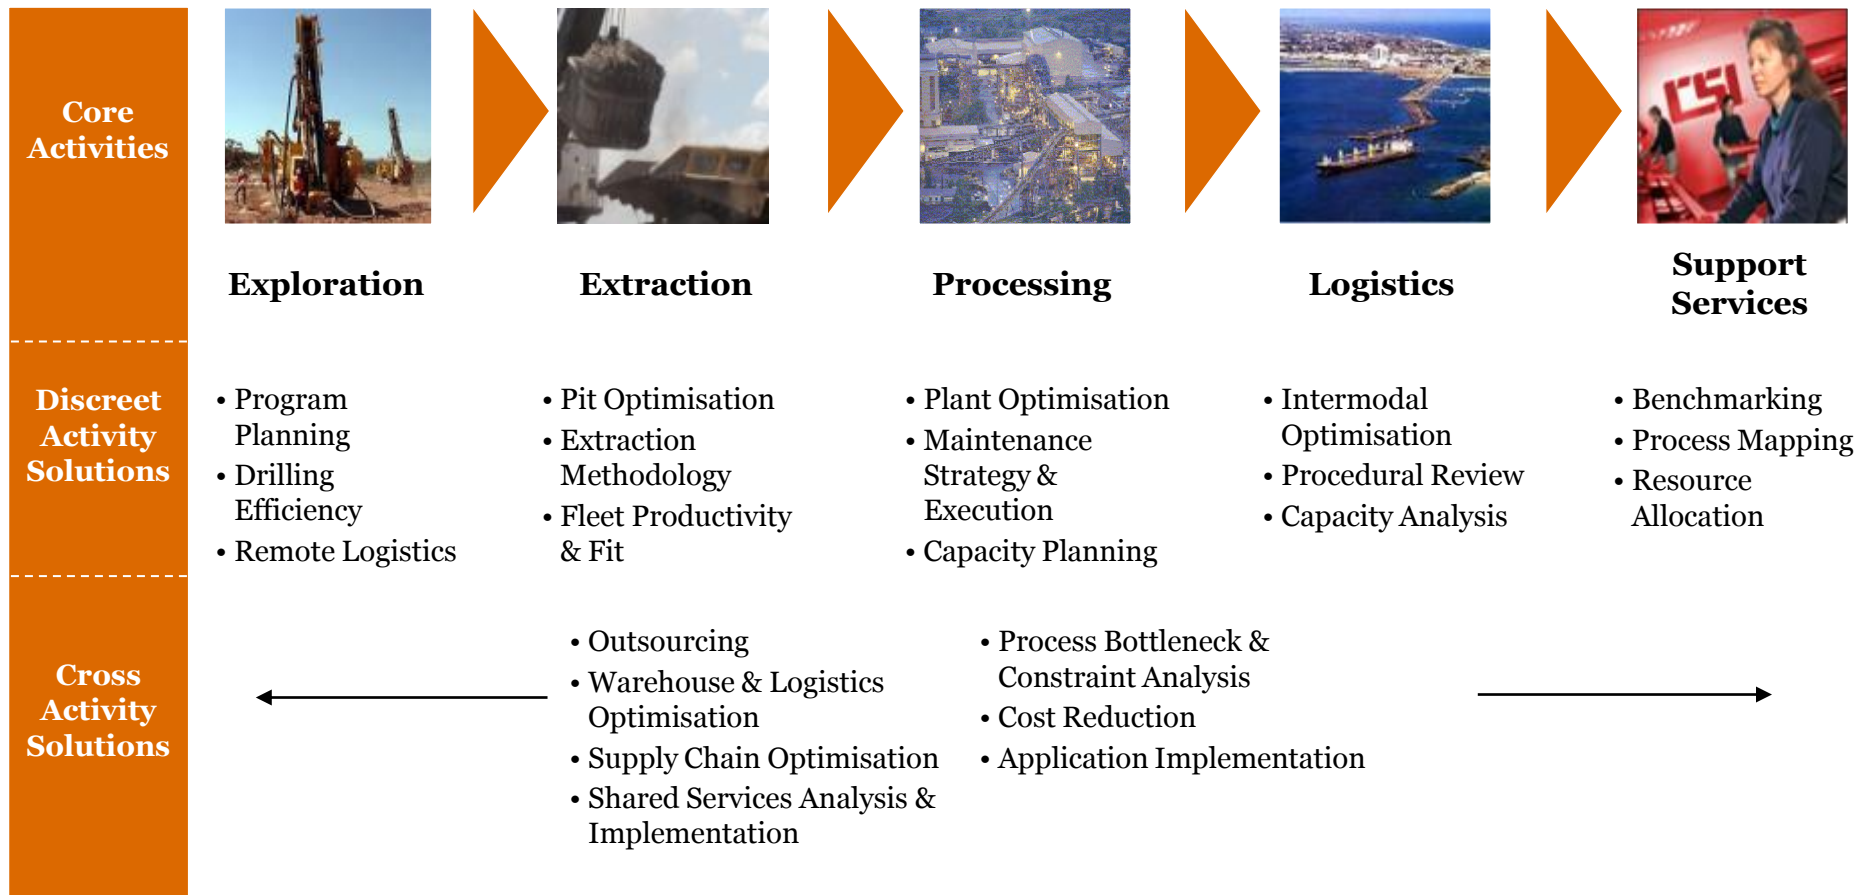 Core
Activities
CSI
Exploration
Extraction
Processing
Logistics
Support
Services
Discreet
Activity
Solutions
• Program
Planning
• Drilling
Efficiency
• Remote Logistics
• Pit Optimisation
• Extraction
Methodology
• Fleet Productivity
& Fit
• Plant Optimisation
• Maintenance
Strategy &
Execution
• Capacity Planning
• Intermodal
Optimisation
• Procedural Review
• Capacity Analysis
• Benchmarking
• Process Mapping
• Resource
Allocation
Cross
Activity
Solutions
• Outsourcing
• Warehouse & Logistics
Optimisation
• Supply Chain Optimisation
• Shared Services Analysis &
Implementation
• Process Bottleneck &
Constraint Analysis
• Cost Reduction
• Application Implementation